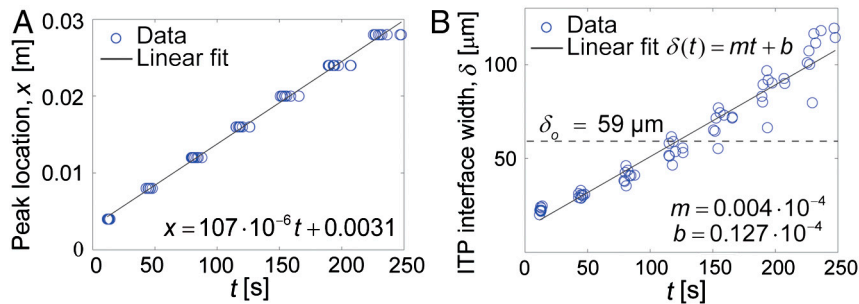 A
Peak location, x [m]
0.03
0.02
0.01
0
Data
Linear fit
x = 107·10⁻⁶t + 0.0031
0 50 100 150 200 250
t [s]
B
ITP interface width, δ [μm]
100
50
Data
Linear fit δ(t) = mt + b
δₒ = 59 μm
m = 0.004·10⁻⁴
b = 0.127·10⁻⁴
0 50 100 150 200 250
t [s]